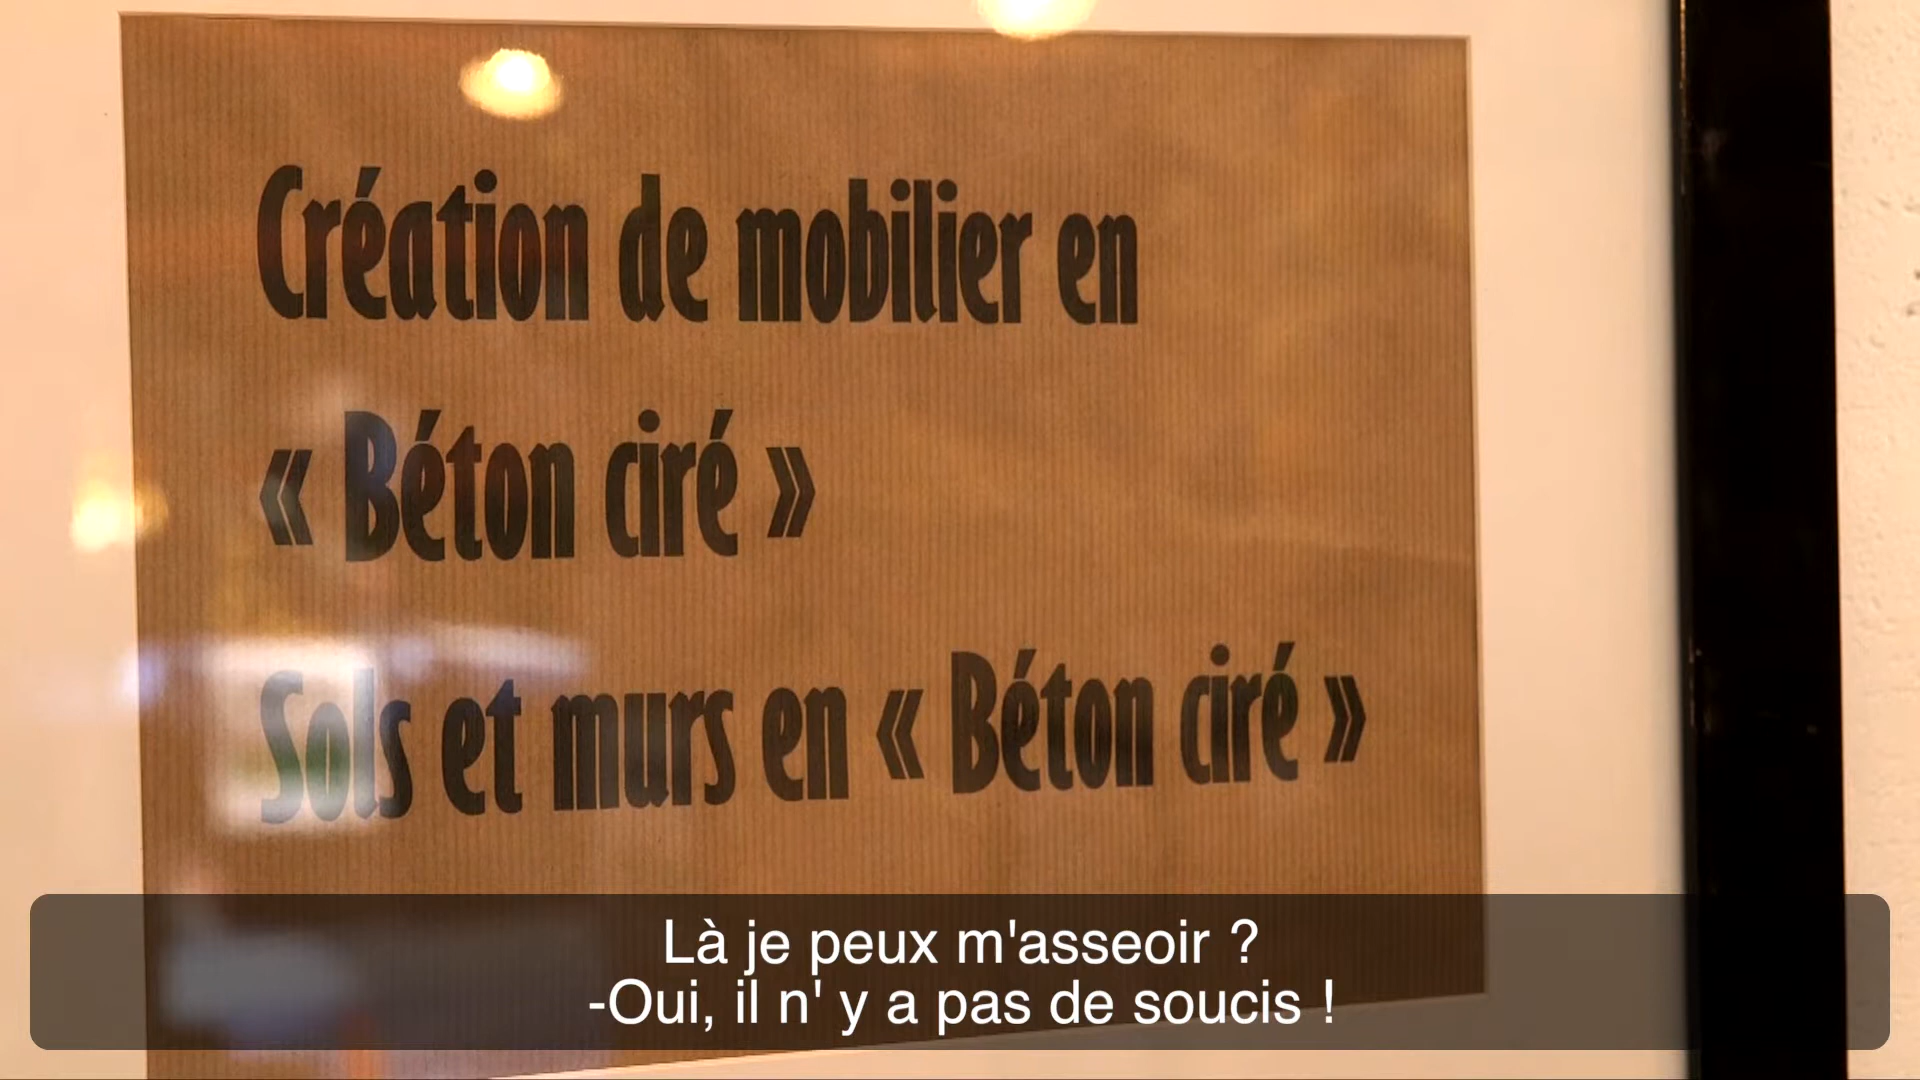 Création de mobilier en
« Béton ciré »
Sols et murs en « Béton ciré »
Là je peux m'asseoir ?
-Oui, il n' y a pas de soucis !